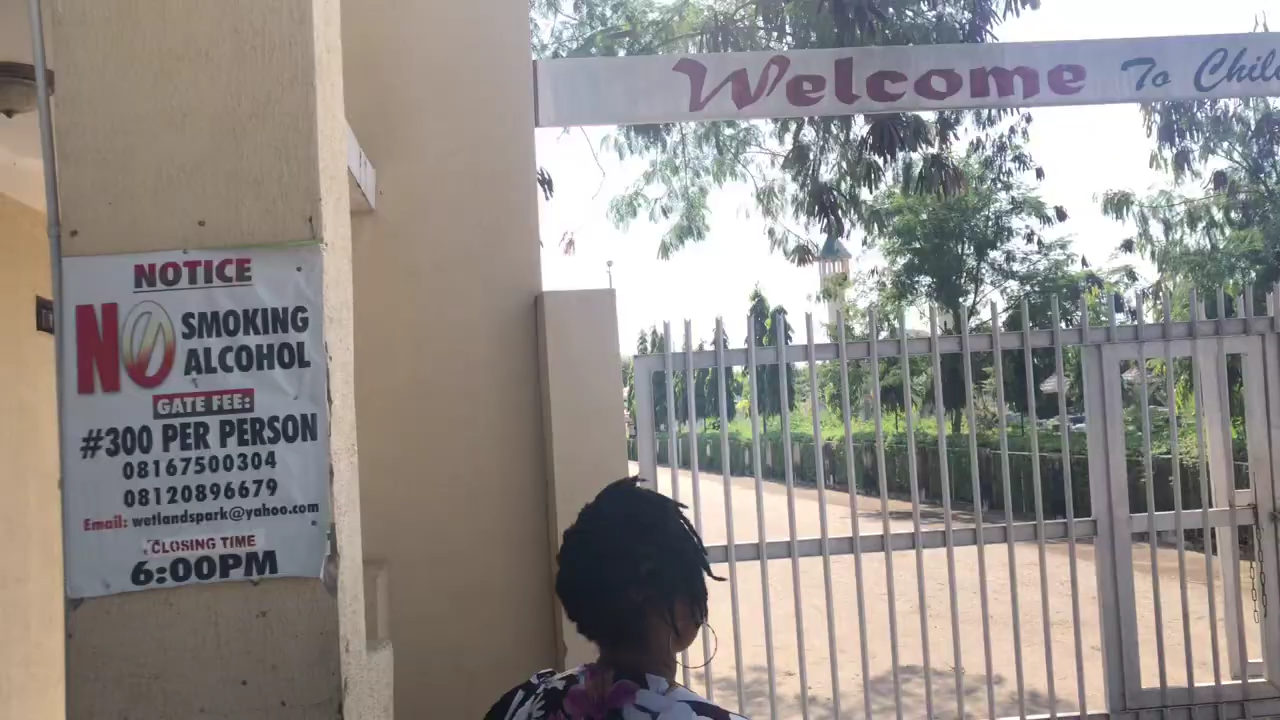 Welcome To Chil
NOTICE
NO SMOKING
ALCOHOL
GATE FEE:
#300 PER PERSON
08167500304
08120896679
Email: wetlandspark@yahoo.com
CLOSING TIME
6:00PM